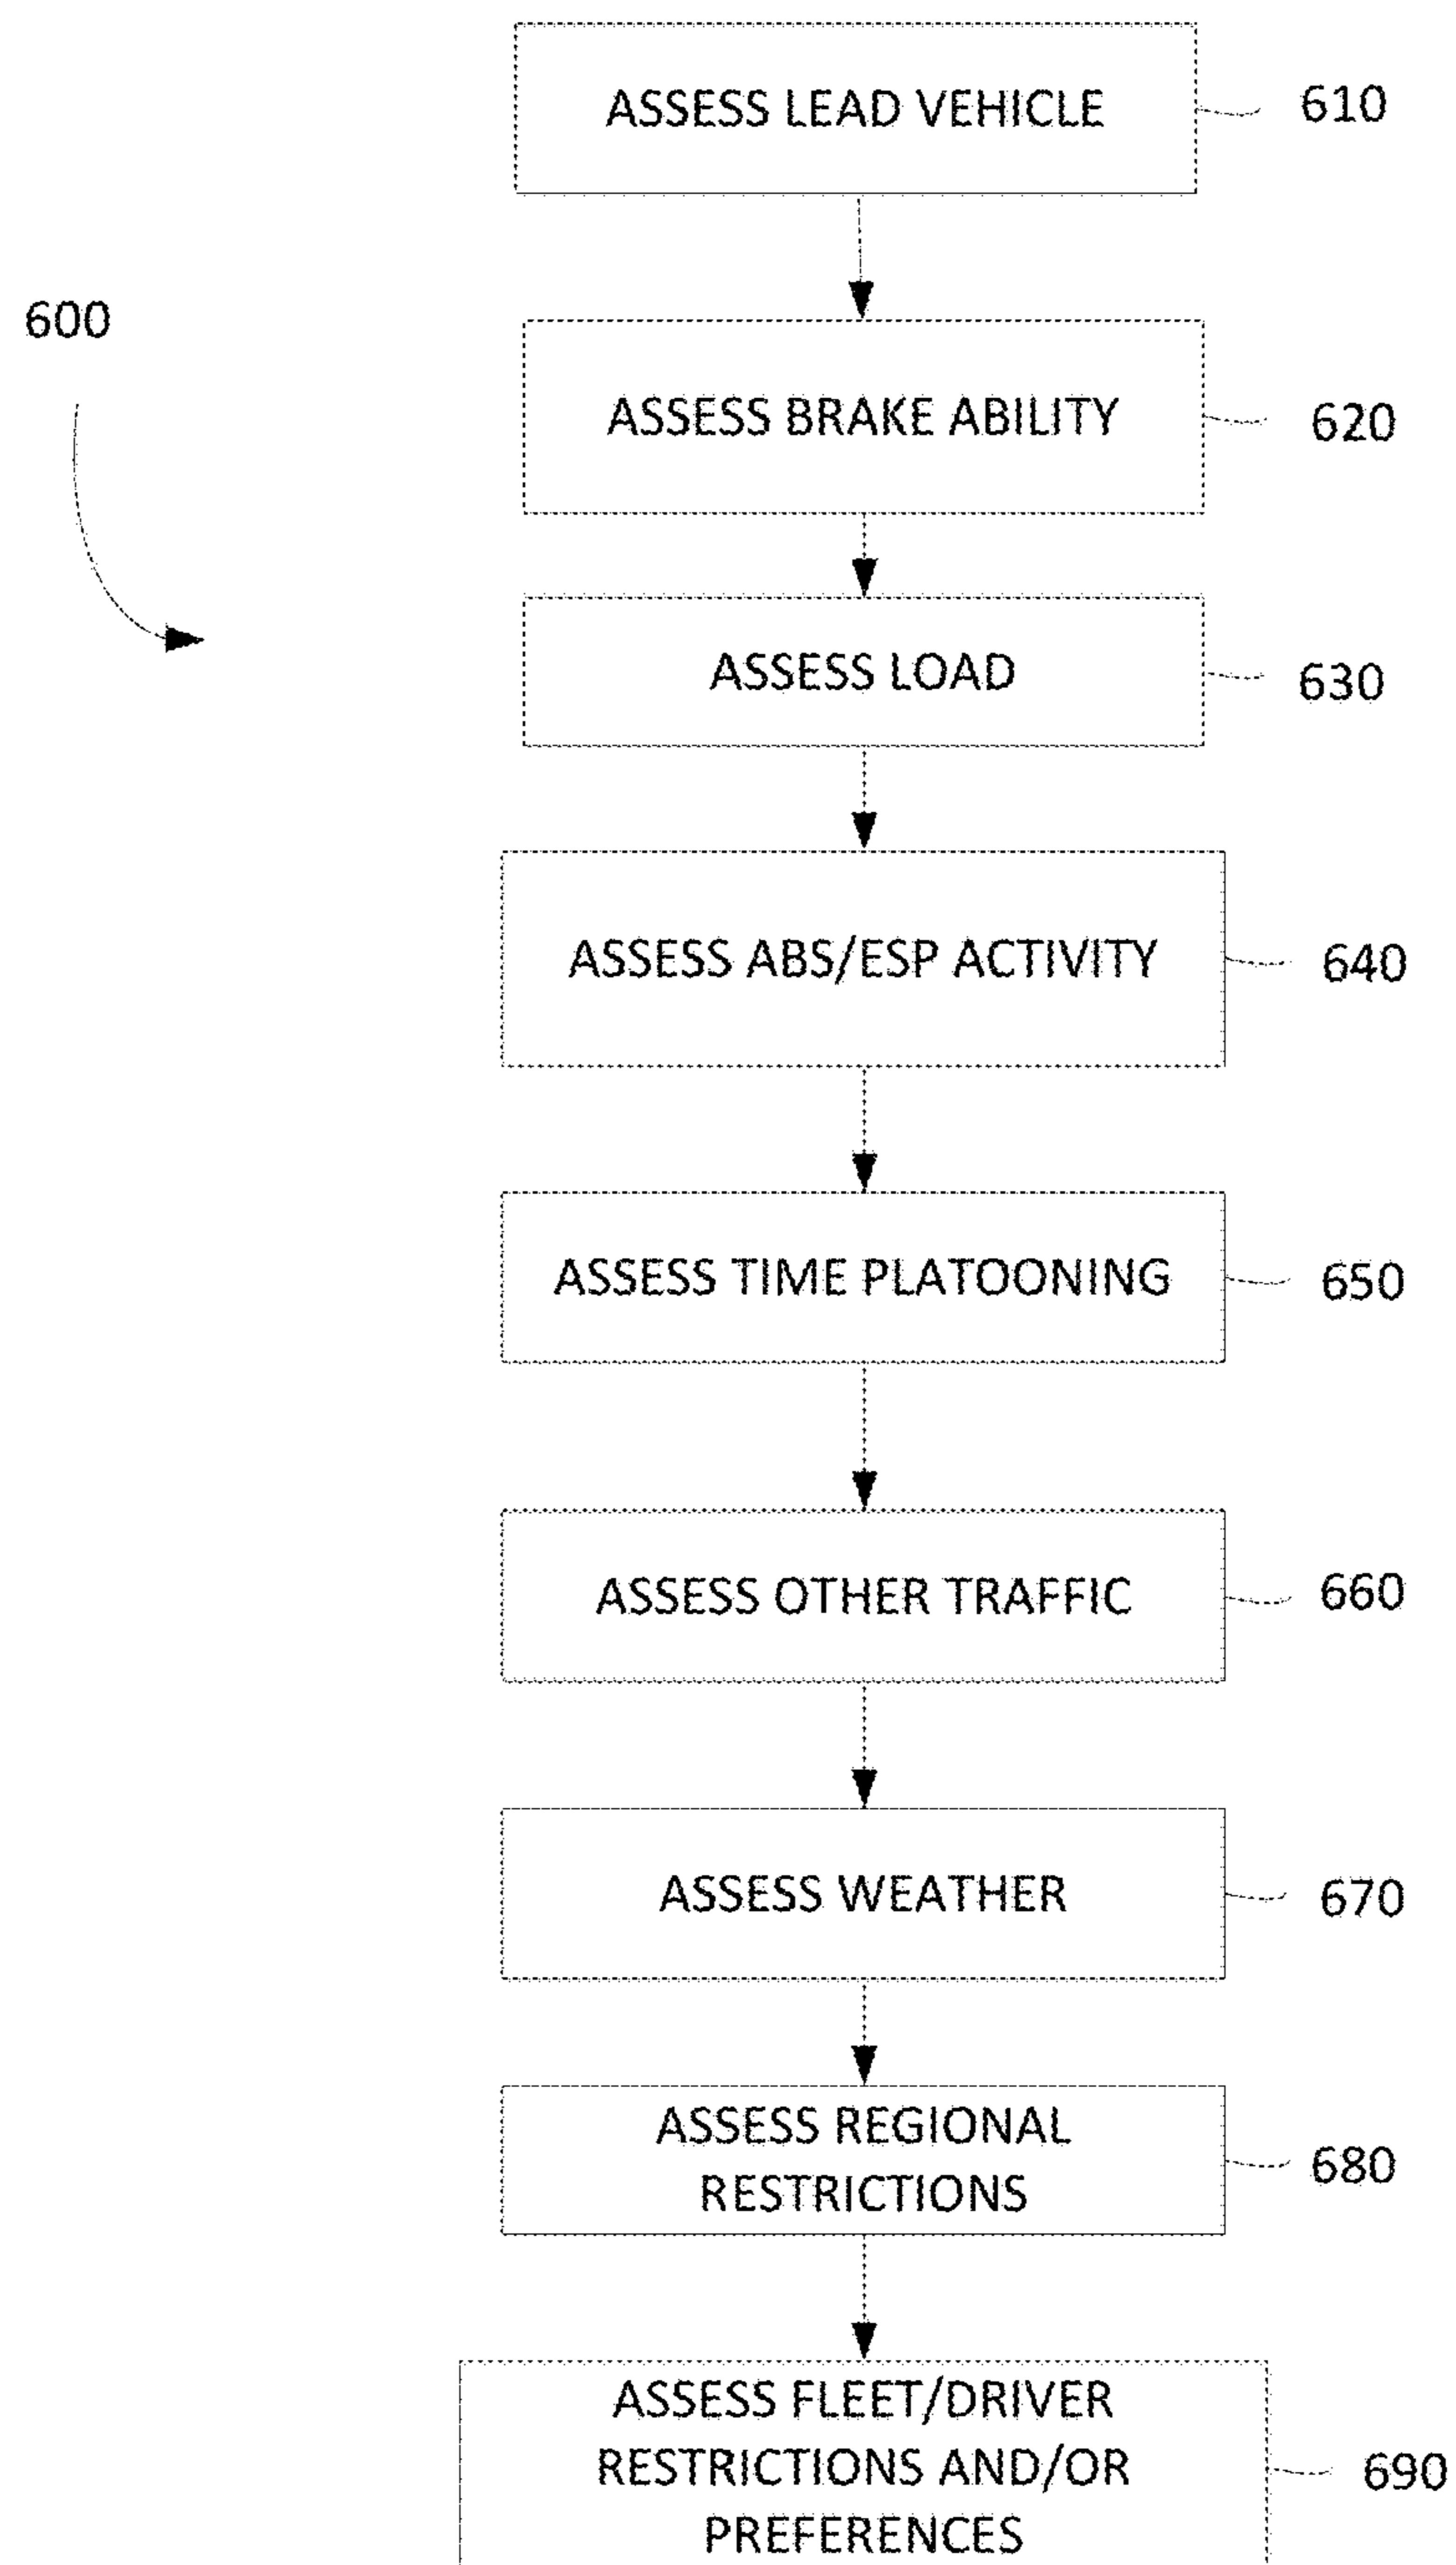 ASSESS LEAD VEHICLE
610
600
ASSESS BRAKE ABILITY
620
ASSESS LOAD
630
ASSESS ABS/ESP ACTIVITY
640
ASSESS TIME PLATOONING
650
ASSESS OTHER TRAFFIC
660
ASSESS WEATHER
670
ASSESS REGIONAL
RESTRICTIONS
680
ASSESS FLEET/DRIVER
RESTRICTIONS AND/OR
PREFERENCES
690